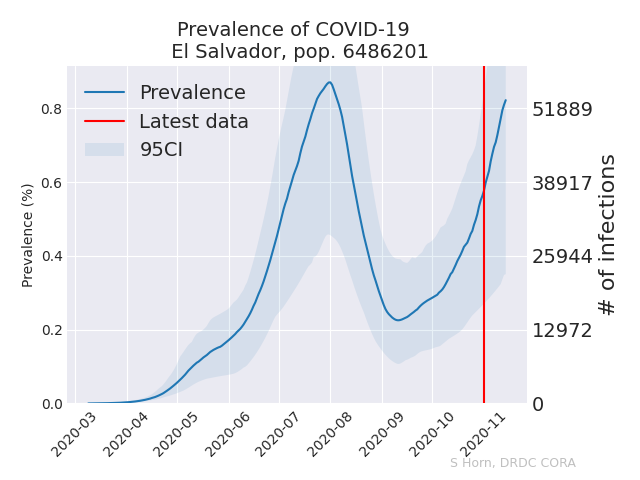 Prevalence of COVID-19
El Salvador, pop. 6486201
Prevalence
Latest data
95CI
Prevalence (%)
0.8
0.6
0.4
0.2
0.0
51889
38917
25944
12972
0
# of infections
2020-03
2020-04
2020-05
2020-06
2020-07
2020-08
2020-09
2020-10
2020-11
S Horn, DRDC CORA